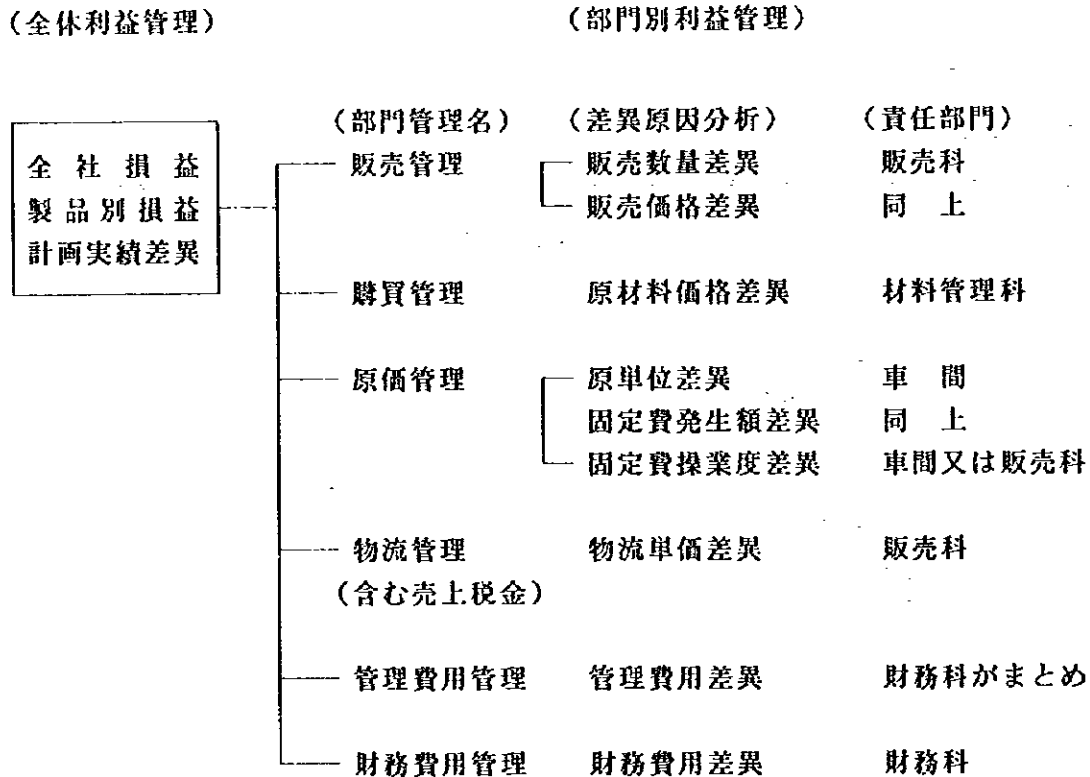 (全体利益管理) (部門別利益管理)
(部門管理名) (差異原因分析) (責任部門)
全社損益
製品別損益
計画実績差異
販売管理 販売数量差異 販売科
販売価格差異 同上
購買管理 原材料価格差異 材料管理科
原価管理 原単位差異 車間
固定費発生額差異 同上
固定費操業度差異 車間又は販売科
物流管理 物流単価差異 販売科
(含む売上税金)
管理費用管理 管理費用差異 財務科がまとめ
財務費用管理 財務費用差異 財務科